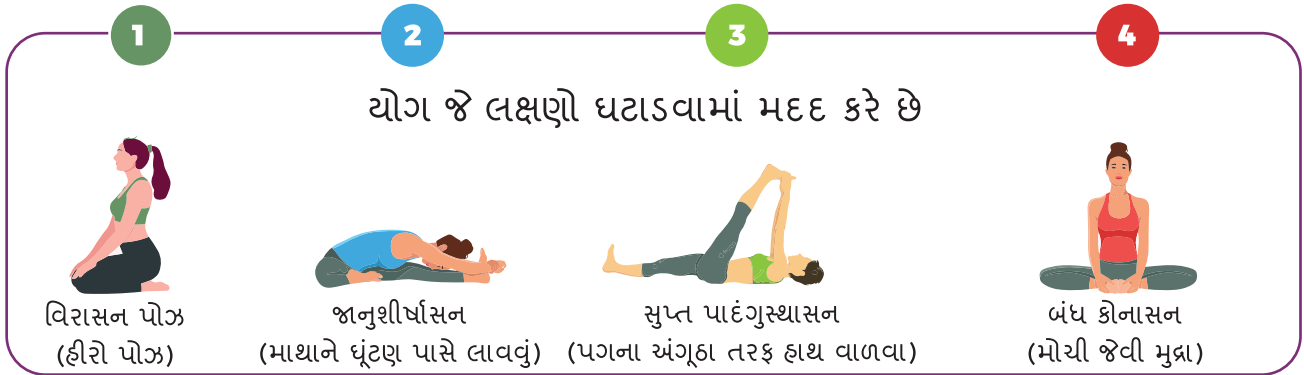 1
2
3
4
યોગ જે લક્ષણો ઘટાડવામાં મદદ કરે છે
વિરાસન પોઝ
(હીરો પોઝ)
જાનુશીર્ષાસન
(માથાને ઘૂંટણ પાસે લાવવું)
સુપ્ત પાદંગુસ્થાસન
(પગના અંગૂઠા તરફ હાથ વાળવા)
બંધ કોનાસન
(મોચી જેવી મુદ્રા)